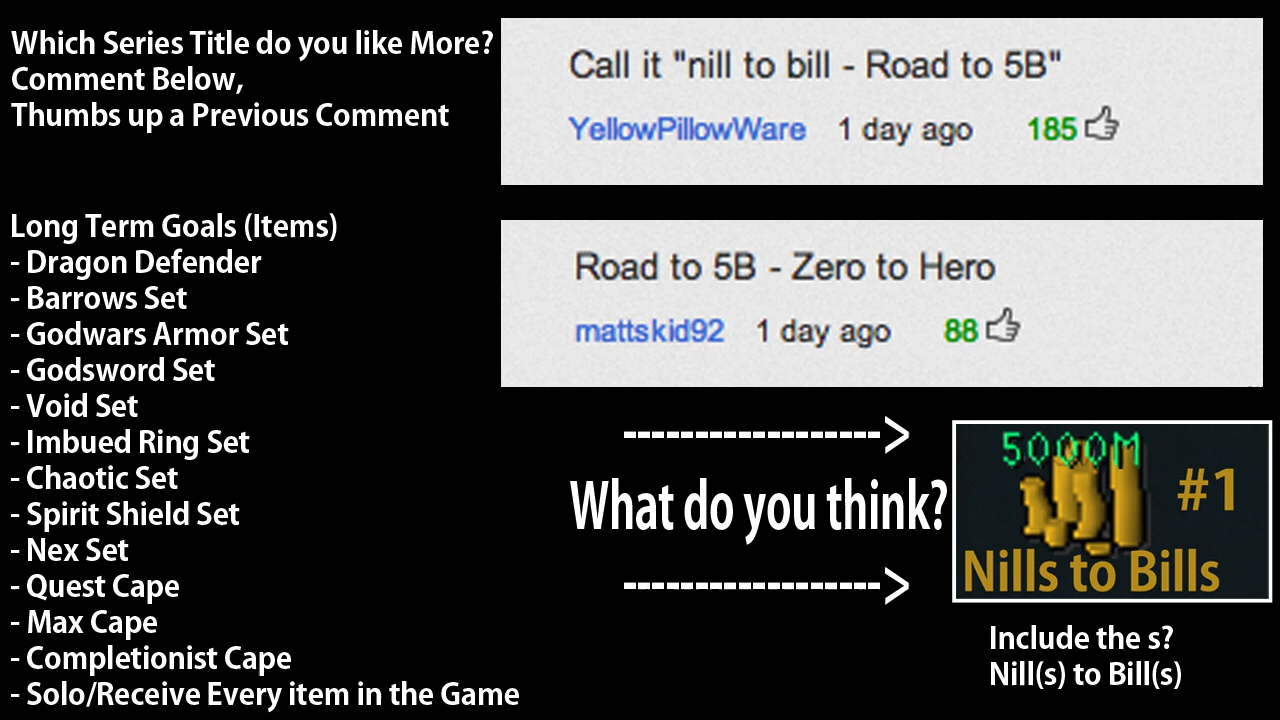 Which Series Title do you like More?
Comment Below,
Thumbs up a Previous Comment
Call it "nill to bill - Road to 5B"
YellowPillowWare 1 day ago 185
Long Term Goals (Items)
- Dragon Defender
- Barrows Set
- Godwars Armor Set
- Godsword Set
- Void Set
- Imbued Ring Set
- Chaotic Set
- Spirit Shield Set
- Nex Set
- Quest Cape
- Max Cape
- Completionist Cape
- Solo/Receive Every item in the Game
Road to 5B - Zero to Hero
mattskid92 1 day ago 88
----------------->
What do you think?
----------------->
5000M
#1
Nills to Bills
Include the s?
Nill(s) to Bill(s)